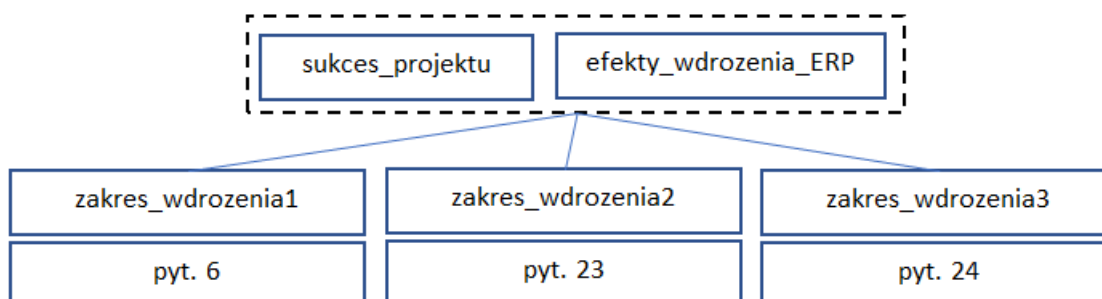 sukces_projektu efekty_wdrozenia_ERP
zakres_wdrozenia1 zakres_wdrozenia2 zakres_wdrozenia3
pyt. 6 pyt. 23 pyt. 24